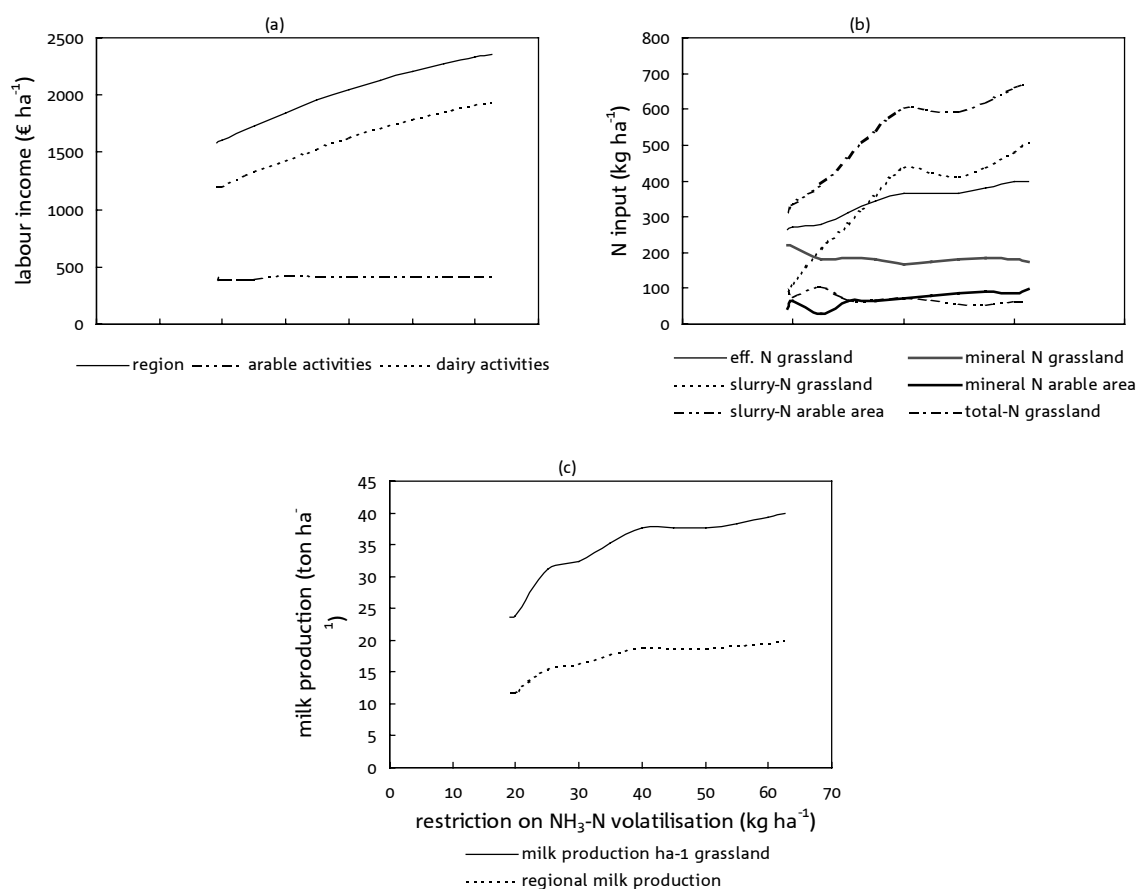 (a)
labour income (€ ha-1)
2500
2000
1500
1000
500
0
region arable activities dairy activities
(b)
N input (kg ha-1)
800
700
600
500
400
300
200
100
0
eff. N grassland mineral N grassland
slurry-N grassland mineral N arable area
slurry-N arable area total-N grassland
(c)
milk production (ton ha-
1)
45
40
35
30
25
20
15
10
5
0
0 10 20 30 40 50 60 70
restriction on NH3-N volatilisation (kg ha-1)
milk production ha-1 grassland
regional milk production